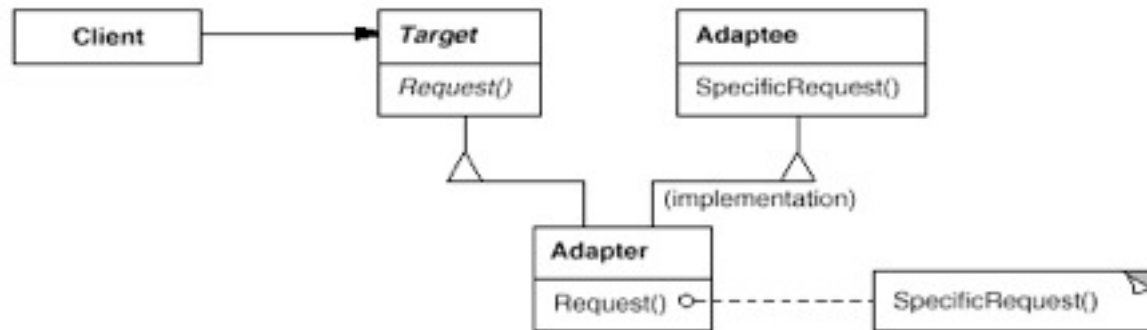 Client
Target
Request()
Adaptee
SpecificRequest()
(implementation)
Adapter
Request()
SpecificRequest()